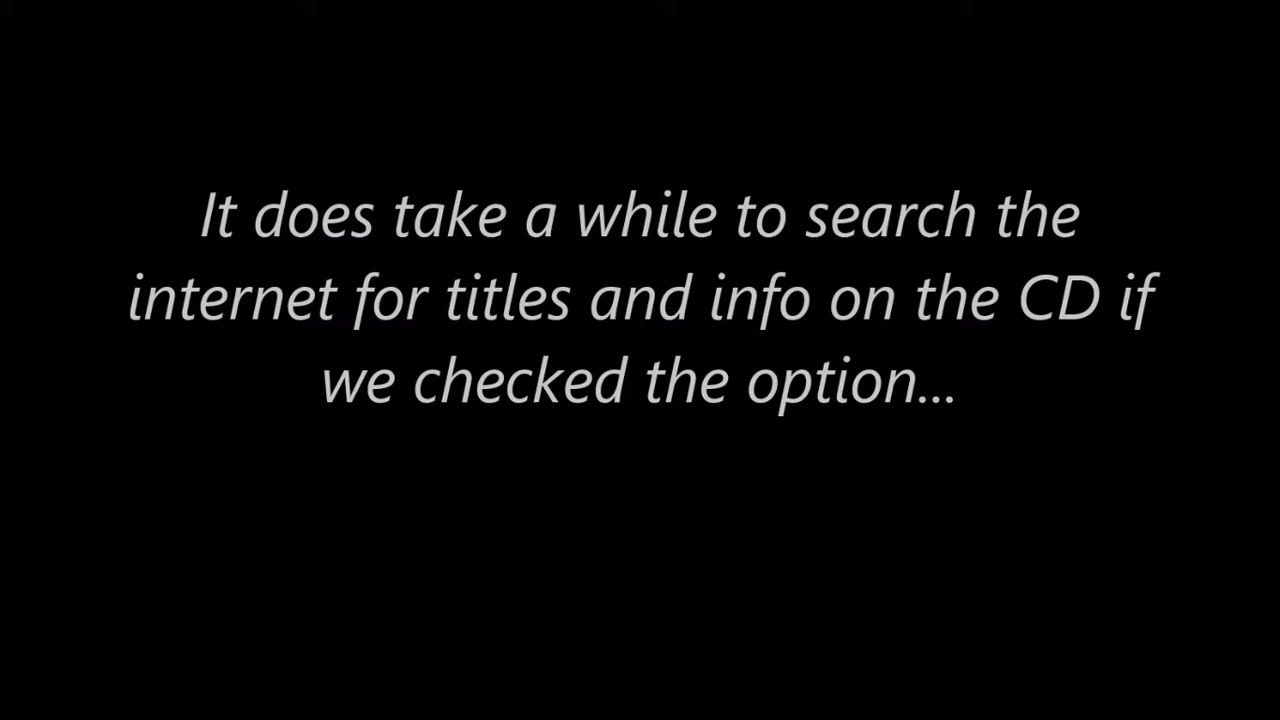 It does take a while to search the
internet for titles and info on the CD if
we checked the option...